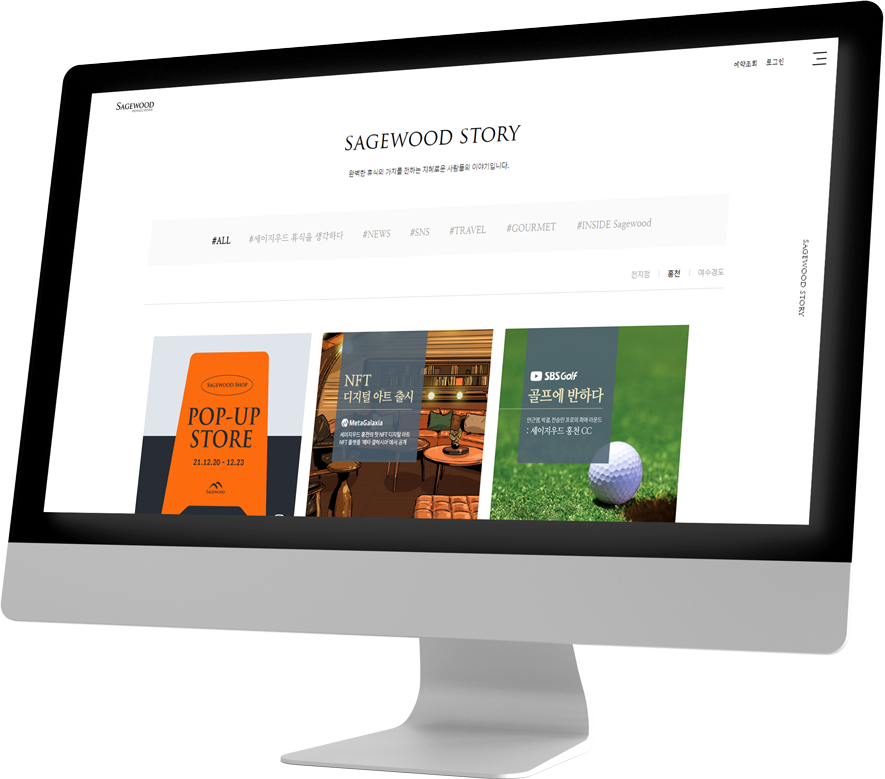 SAGEWOOD
예약조회 로그인
SAGEWOOD STORY
완벽한 휴식의 가치를 전하는 지혜로운 사람들의 이야기입니다.
#ALL #세이지우드 휴식을 생각하다 #NEWS #SNS #TRAVEL #GOURMET #INSIDE Sagewood
전지점 | 홍천 | 여수경도
SAGEWOOD STORY
SAGEWOOD SHOP
POP-UP
STORE
21.12.20 - 12.23
SAGEWOOD
NFT
디지털 아트 출시
MetaGalaxia
세이지우드 홍천의 첫 NFT 디지털 아트
NFT 플랫폼 '메타 갤럭시아'에서 공개
SBS Golf
골프에 반하다
: 세이지우드 홍천 CC